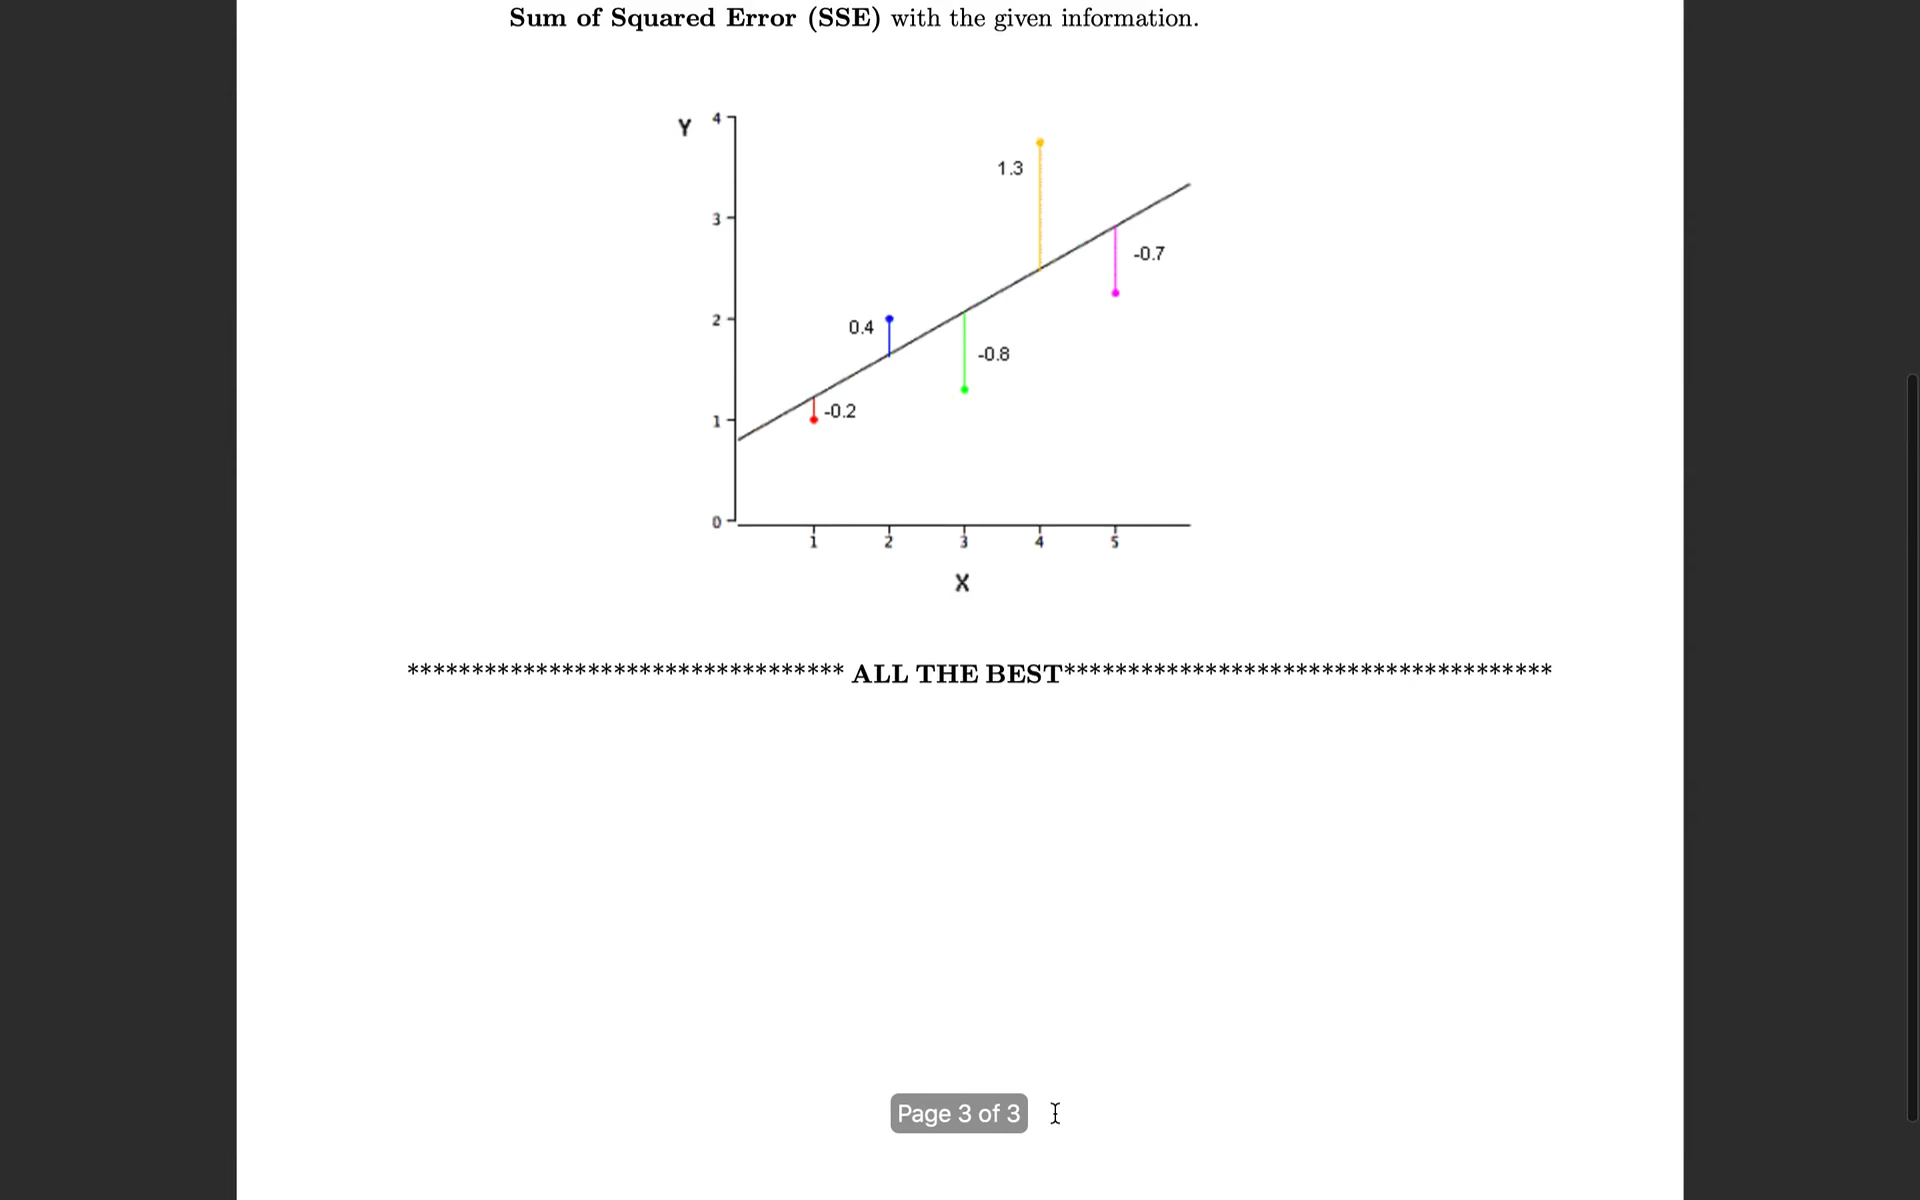 Sum of Squared Error (SSE) with the given information.
Y
4
1.3
3
-0.7
2
0.4
-0.8
1
-0.2
0
1 2 3 4 5
X
********************************** ALL THE BEST**************************************
Page 3 of 3